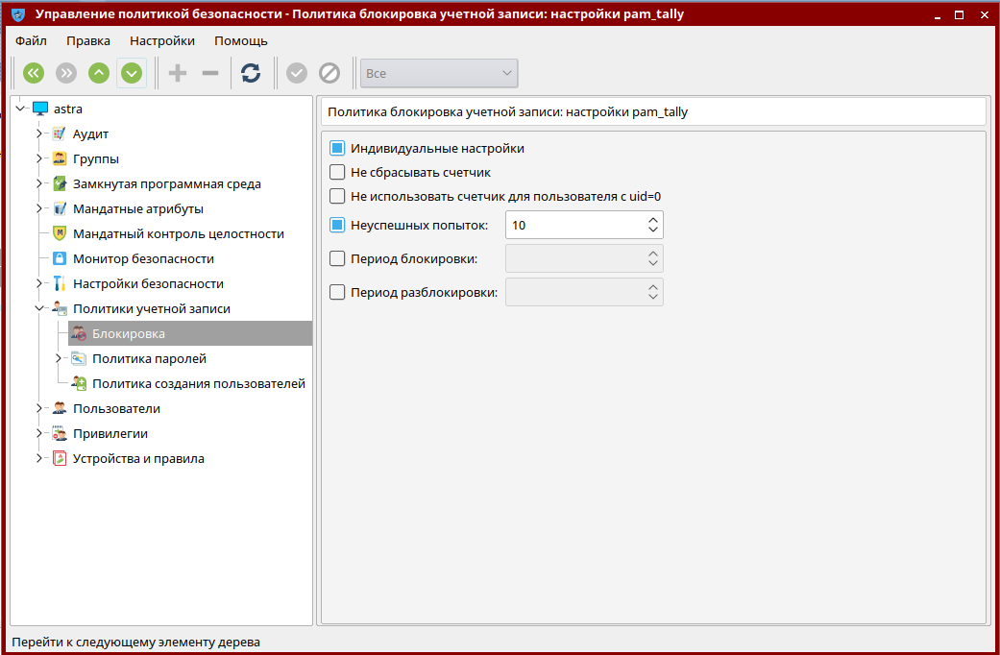 Управление политикой безопасности - Политика блокировка учетной записи: настройки pam_tally
Файл Правка Настройки Помощь
Все
astra
Аудит
Группы
Замкнутая программная среда
Мандатные атрибуты
Мандатный контроль целостности
Монитор безопасности
Настройки безопасности
Политики учетной записи
Блокировка
Политика паролей
Политика создания пользователей
Пользователи
Привилегии
Устройства и правила
Политика блокировка учетной записи: настройки pam_tally
Индивидуальные настройки
Не сбрасывать счетчик
Не использовать счетчик для пользователя с uid=0
Неуспешных попыток: 10
Период блокировки:
Период разблокировки:
Перейти к следующему элементу дерева